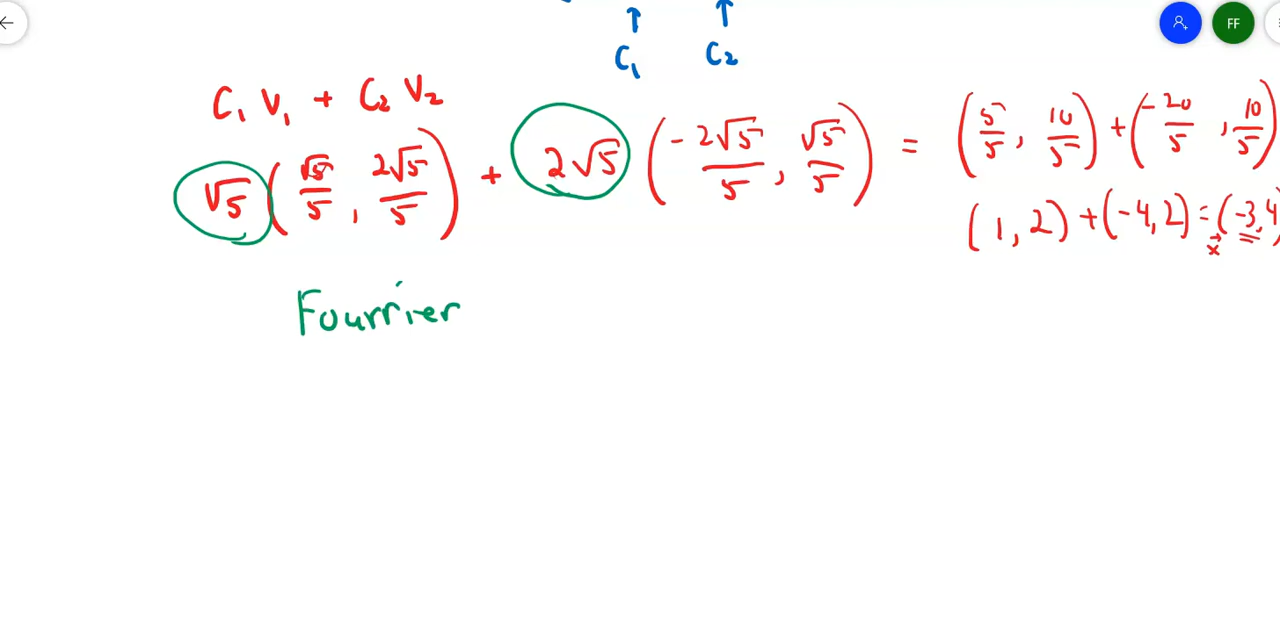 FF
C₁ C₂
C₁ V₁ + C₂ V₂
√5 (√5/5, 2√5/5) + 2√5 (-2√5/5, √5/5) = (5/5, 10/5) + (-20/5, 10/5)
(1, 2) + (-4, 2) = (-3, 4)
x
Fourrier